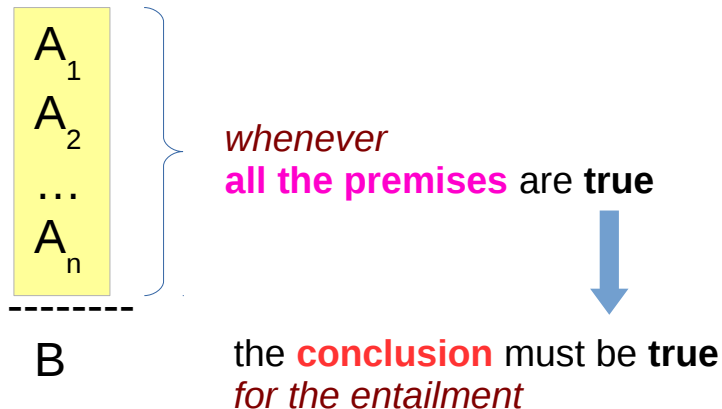 A₁
A₂
...
Aₙ
--------
B
whenever
all the premises are true
the conclusion must be true
for the entailment